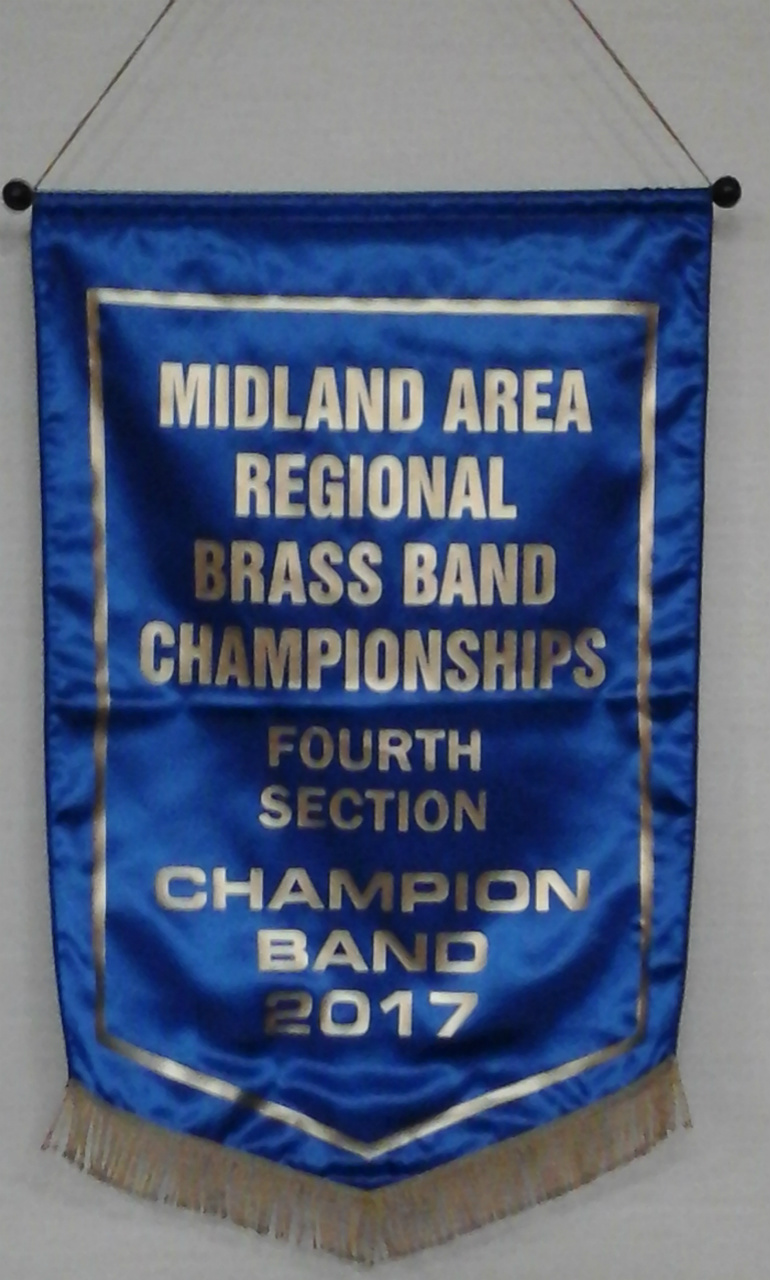 MIDLAND AREA
REGIONAL
BRASS BAND
CHAMPIONSHIPS
FOURTH
SECTION
CHAMPION
BAND
2017